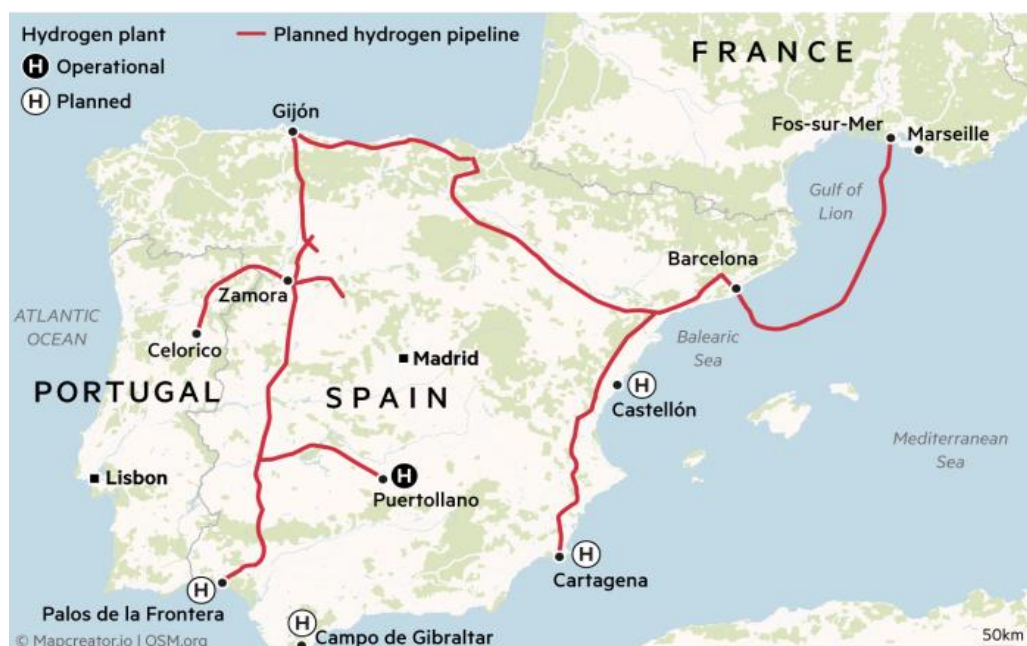 Hydrogen plant
Planned hydrogen pipeline
H Operational
H Planned
FRANCE
Gijón
Fos-sur-Mer
Marseille
Gulf of
Lion
Barcelona
Zamora
ATLANTIC
OCEAN
Celorico
Balearic
Sea
Madrid
PORTUGAL
SPAIN
H
Castellón
Mediterranean
Sea
Lisbon
H
Puertollano
H
Cartagena
H
Palos de la Frontera
H
Campo de Gibraltar
© Mapcreator.io | OSM.org
50km